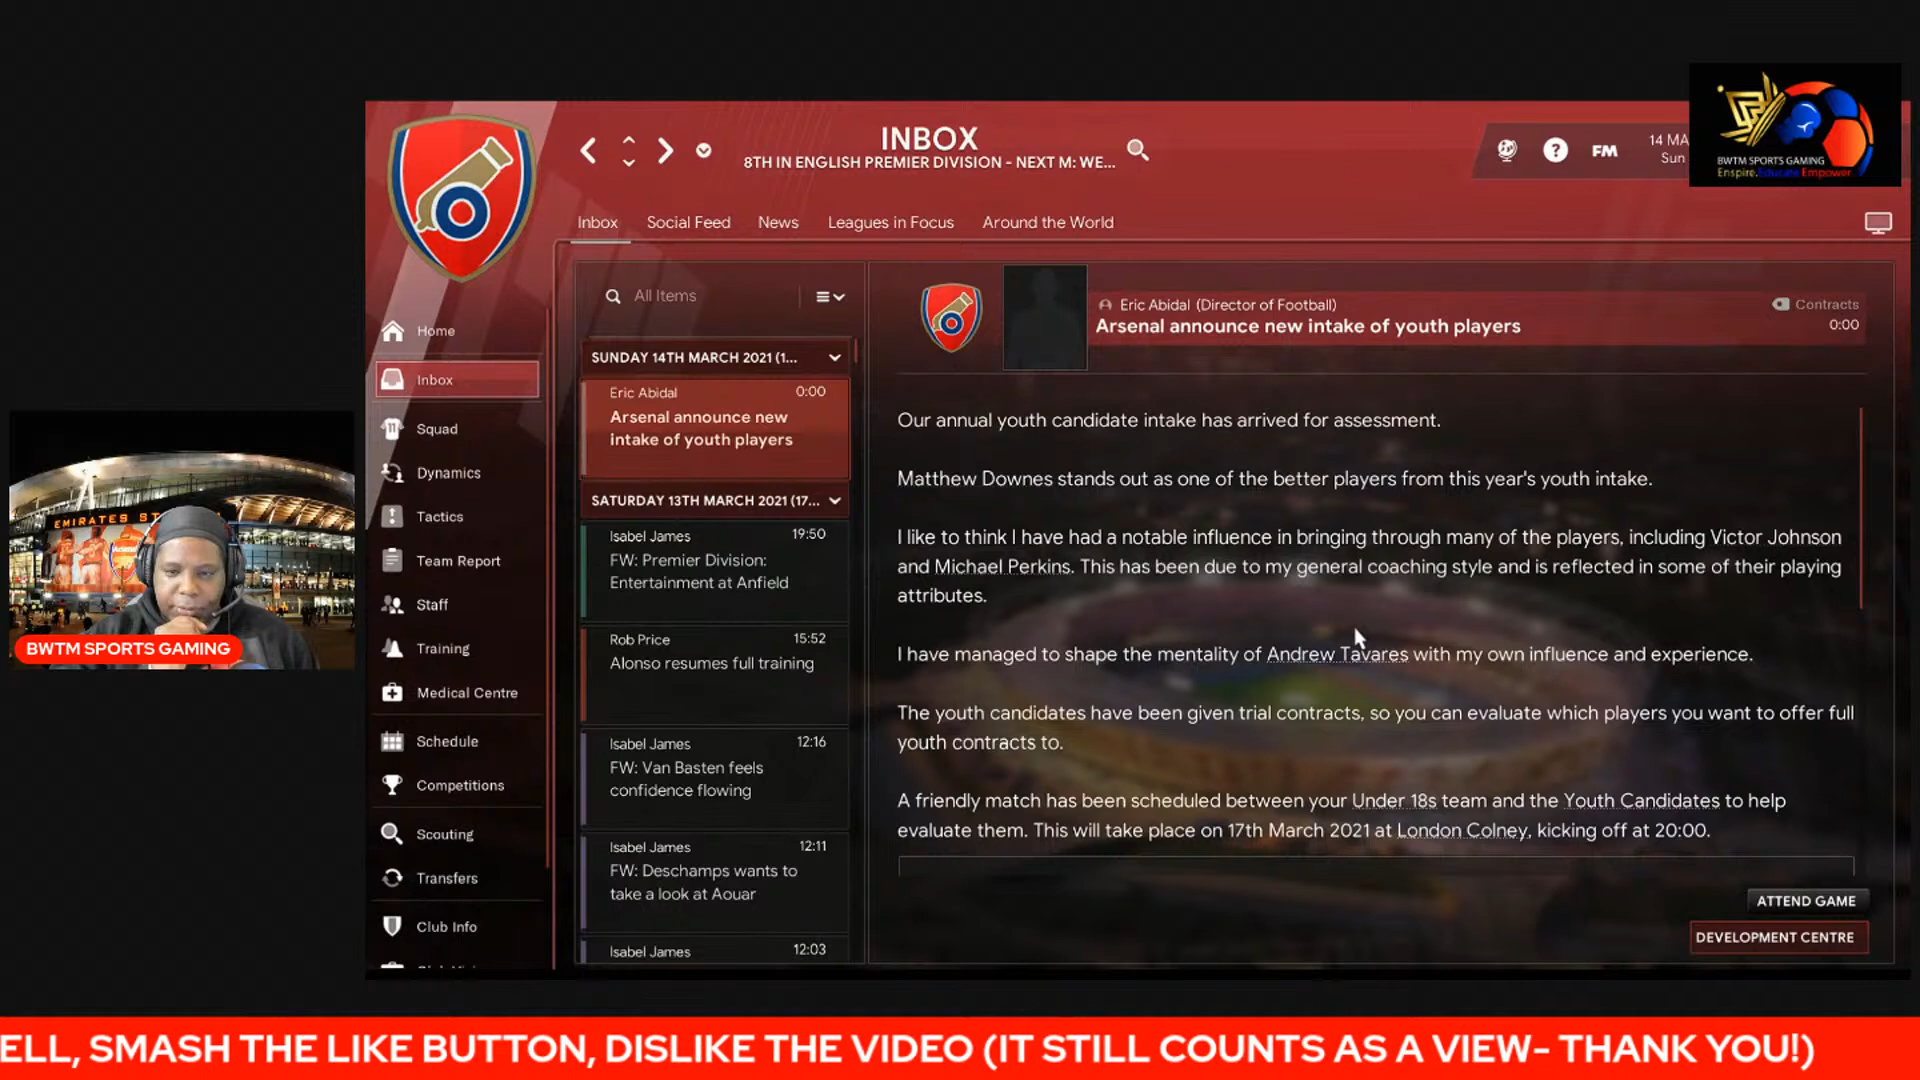 INBOX
8TH IN ENGLISH PREMIER DIVISION - NEXT M: WE...
FM
14 MA
Sun
BWTM SPORTS GAMING
Enspire.Educate.Empower
Inbox
Social Feed
News
Leagues in Focus
Around the World
Home
Inbox
Squad
Dynamics
Tactics
Team Report
Staff
Training
Medical Centre
Schedule
Competitions
Scouting
Transfers
Club Info
All Items
SUNDAY 14TH MARCH 2021 (1...
Eric Abidal 0:00
Arsenal announce new
intake of youth players
SATURDAY 13TH MARCH 2021 (17...
Isabel James 19:50
FW: Premier Division:
Entertainment at Anfield
Rob Price 15:52
Alonso resumes full training
Isabel James 12:16
FW: Van Basten feels
confidence flowing
Isabel James 12:11
FW: Deschamps wants to
take a look at Aouar
Isabel James 12:03
Eric Abidal (Director of Football)
Contracts
Arsenal announce new intake of youth players
0:00
Our annual youth candidate intake has arrived for assessment.
Matthew Downes stands out as one of the better players from this year's youth intake.
I like to think I have had a notable influence in bringing through many of the players, including Victor Johnson
and Michael Perkins. This has been due to my general coaching style and is reflected in some of their playing
attributes.
I have managed to shape the mentality of Andrew Tavares with my own influence and experience.
The youth candidates have been given trial contracts, so you can evaluate which players you want to offer full
youth contracts to.
A friendly match has been scheduled between your Under 18s team and the Youth Candidates to help
evaluate them. This will take place on 17th March 2021 at London Colney, kicking off at 20:00.
ATTEND GAME
DEVELOPMENT CENTRE
EMIRATES ST
BWTM SPORTS GAMING
ELL, SMASH THE LIKE BUTTON, DISLIKE THE VIDEO (IT STILL COUNTS AS A VIEW- THANK YOU!)